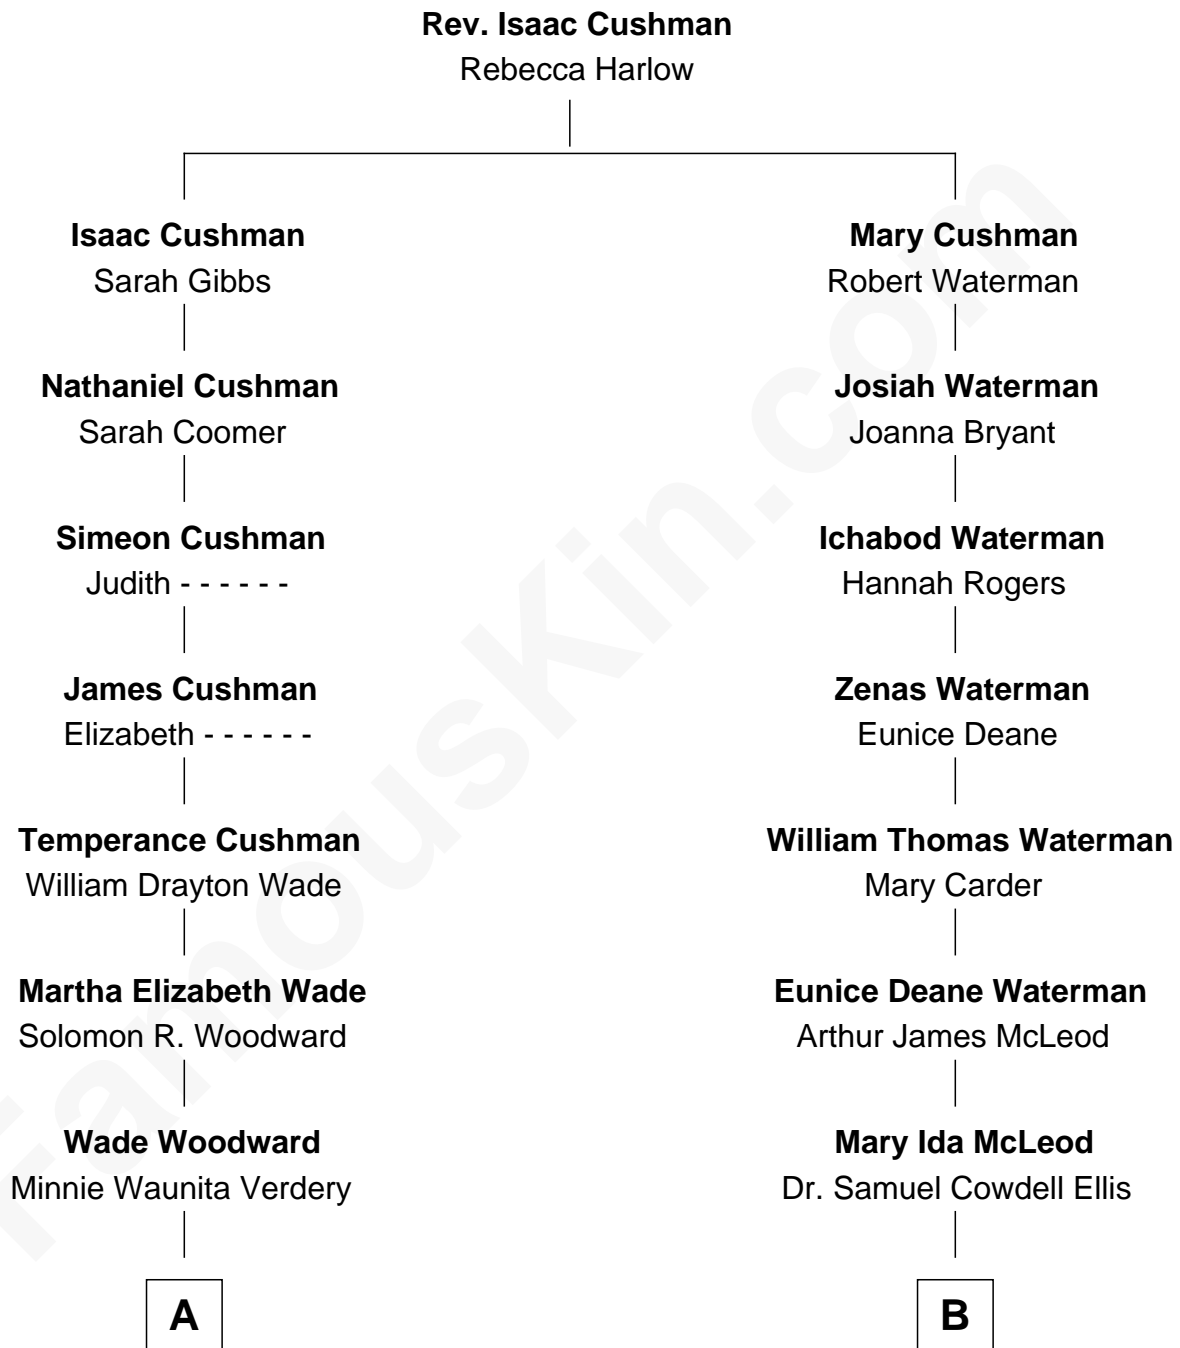 Rev. Isaac Cushman
Rebecca Harlow
Isaac Cushman
Sarah Gibbs
Mary Cushman
Robert Waterman
Nathaniel Cushman
Sarah Coomer
Josiah Waterman
Joanna Bryant
Simeon Cushman
Judith - - - - - -
Ichabod Waterman
Hannah Rogers
James Cushman
Elizabeth - - - - - -
Zenas Waterman
Eunice Deane
Temperance Cushman
William Drayton Wade
William Thomas Waterman
Mary Carder
Martha Elizabeth Wade
Solomon R. Woodward
Eunice Deane Waterman
Arthur James McLeod
Wade Woodward
Minnie Waunita Verdery
Mary Ida McLeod
Dr. Samuel Cowdell Ellis
A
B
FamousKin.com